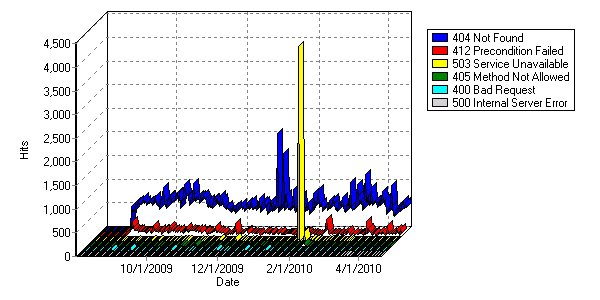 4,500
4,000
3,500
3,000
2,500
2,000
1,500
1,000
500
0
Hits
10/1/2009
12/1/2009
2/1/2010
4/1/2010
Date
404 Not Found
412 Precondition Failed
503 Service Unavailable
405 Method Not Allowed
400 Bad Request
500 Internal Server Error